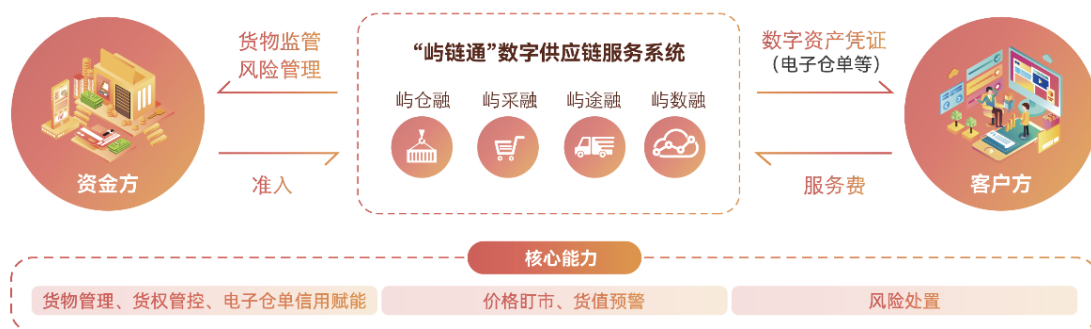 货物监管
风险管理
准入
资金方
“屿链通”数字供应链服务系统
屿仓融
屿采融
屿途融
屿数融
数字资产凭证
(电子仓单等)
服务费
客户方
核心能力
货物管理、货权管控、电子仓单信用赋能
价格盯市、货值预警
风险处置